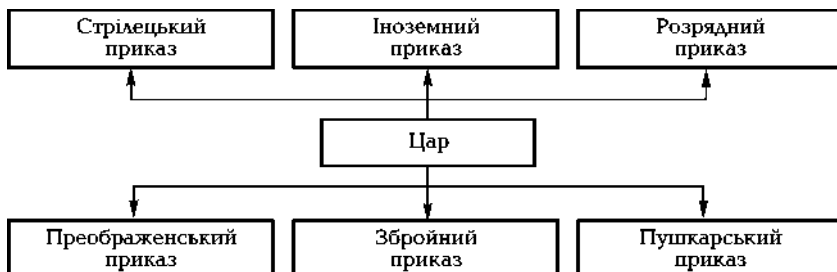 Стрілецький
приказ
Іноземний
приказ
Розрядний
приказ
Цар
Преображенський
приказ
Збройний
приказ
Пушкарський
приказ